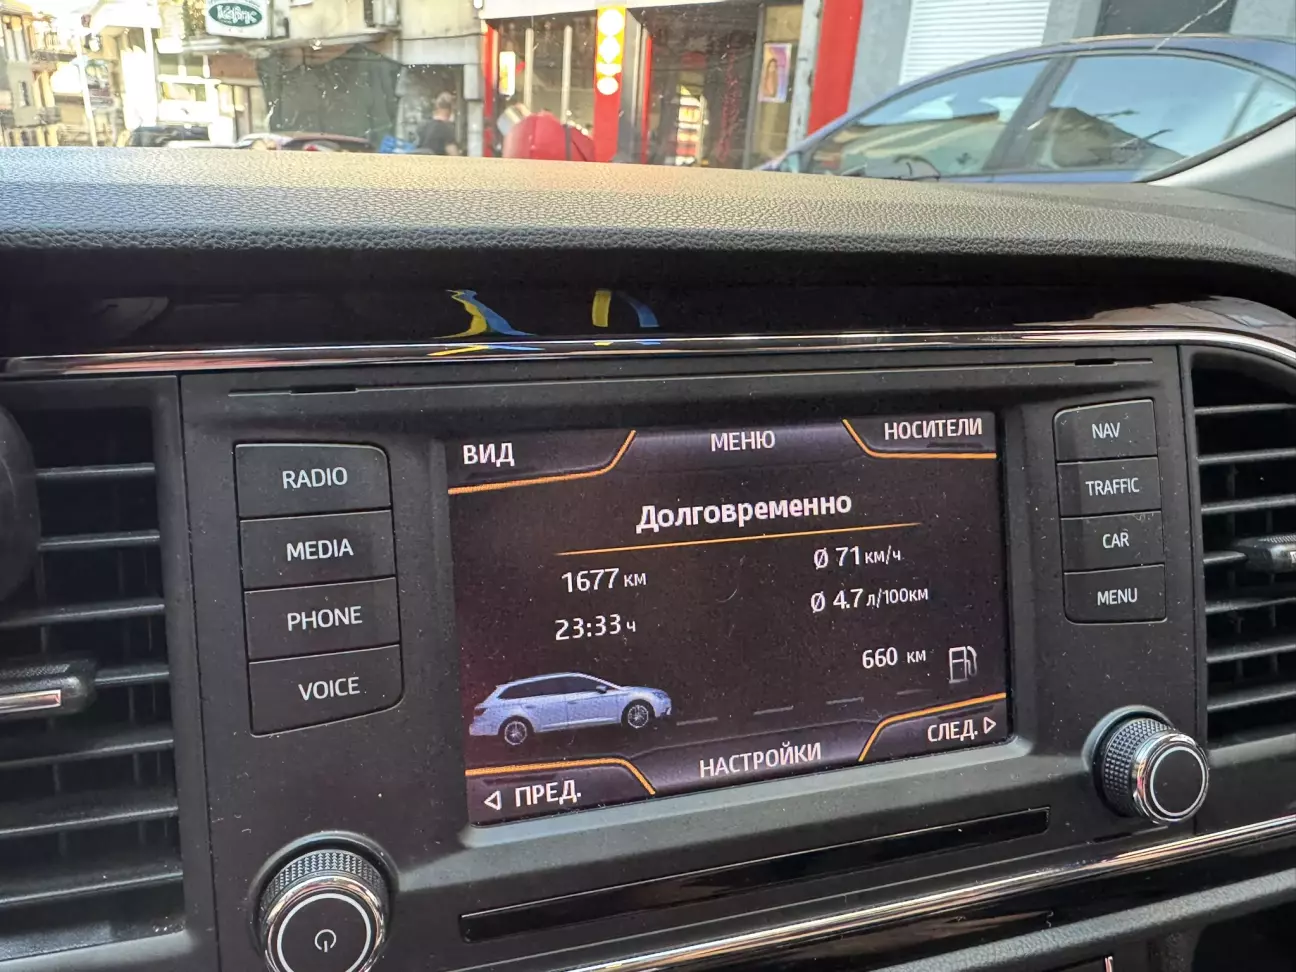 Καρυς
RADIO
MEDIA
PHONE
VOICE
ВИД
МЕНЮ
НОСИТЕЛИ
Долговременно
1677 км
Ø 71 км/ч
23:33 ч
Ø 4.7 л/100км
660 км
◁ ПРЕД.
НАСТРОЙКИ
СЛЕД. ▷
NAV
TRAFFIC
CAR
MENU